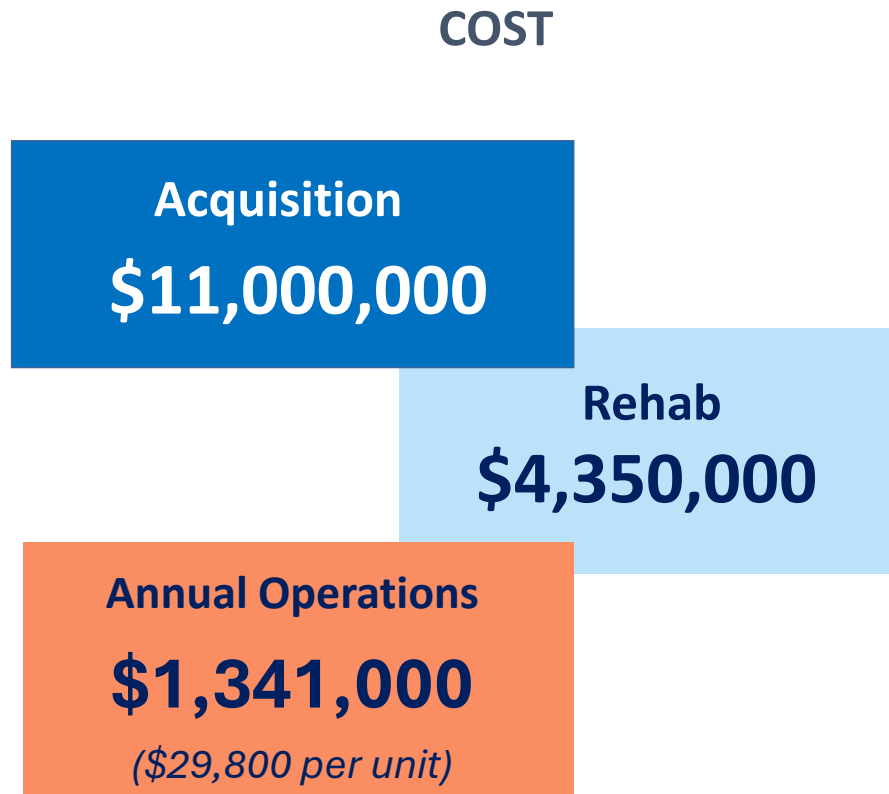 COST
Acquisition
$11,000,000
Rehab
$4,350,000
Annual Operations
$1,341,000
($29,800 per unit)